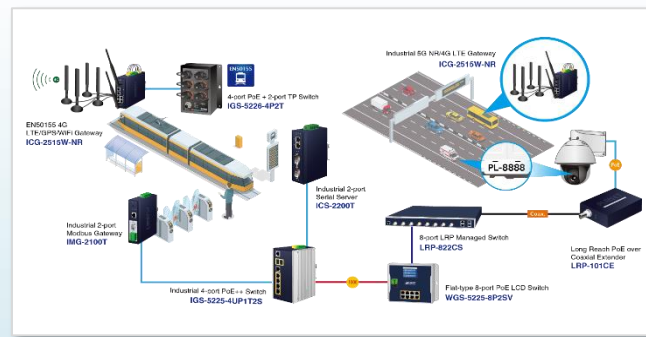 EN50155
4-port PoE + 2-port TP Switch
IGS-5226-4P2T
EN50155 4G
LTE/GPS/WiFi Gateway
ICG-2515W-NR
Industrial 5G NR/4G LTE Gateway
ICG-2515W-NR
PL-8888
PoE
Industrial 2-port
Serial Server
ICS-2200T
Industrial 2-port
Modbus Gateway
IMG-2100T
8-port LRP Managed Switch
LRP-822CS
Coax.
Long Reach PoE over
Coaxial Extender
LRP-101CE
Industrial 4-port PoE++ Switch
IGS-5225-4UP1T2S
Flat-type 8-port PoE LCD Switch
WGS-5225-8P2SV